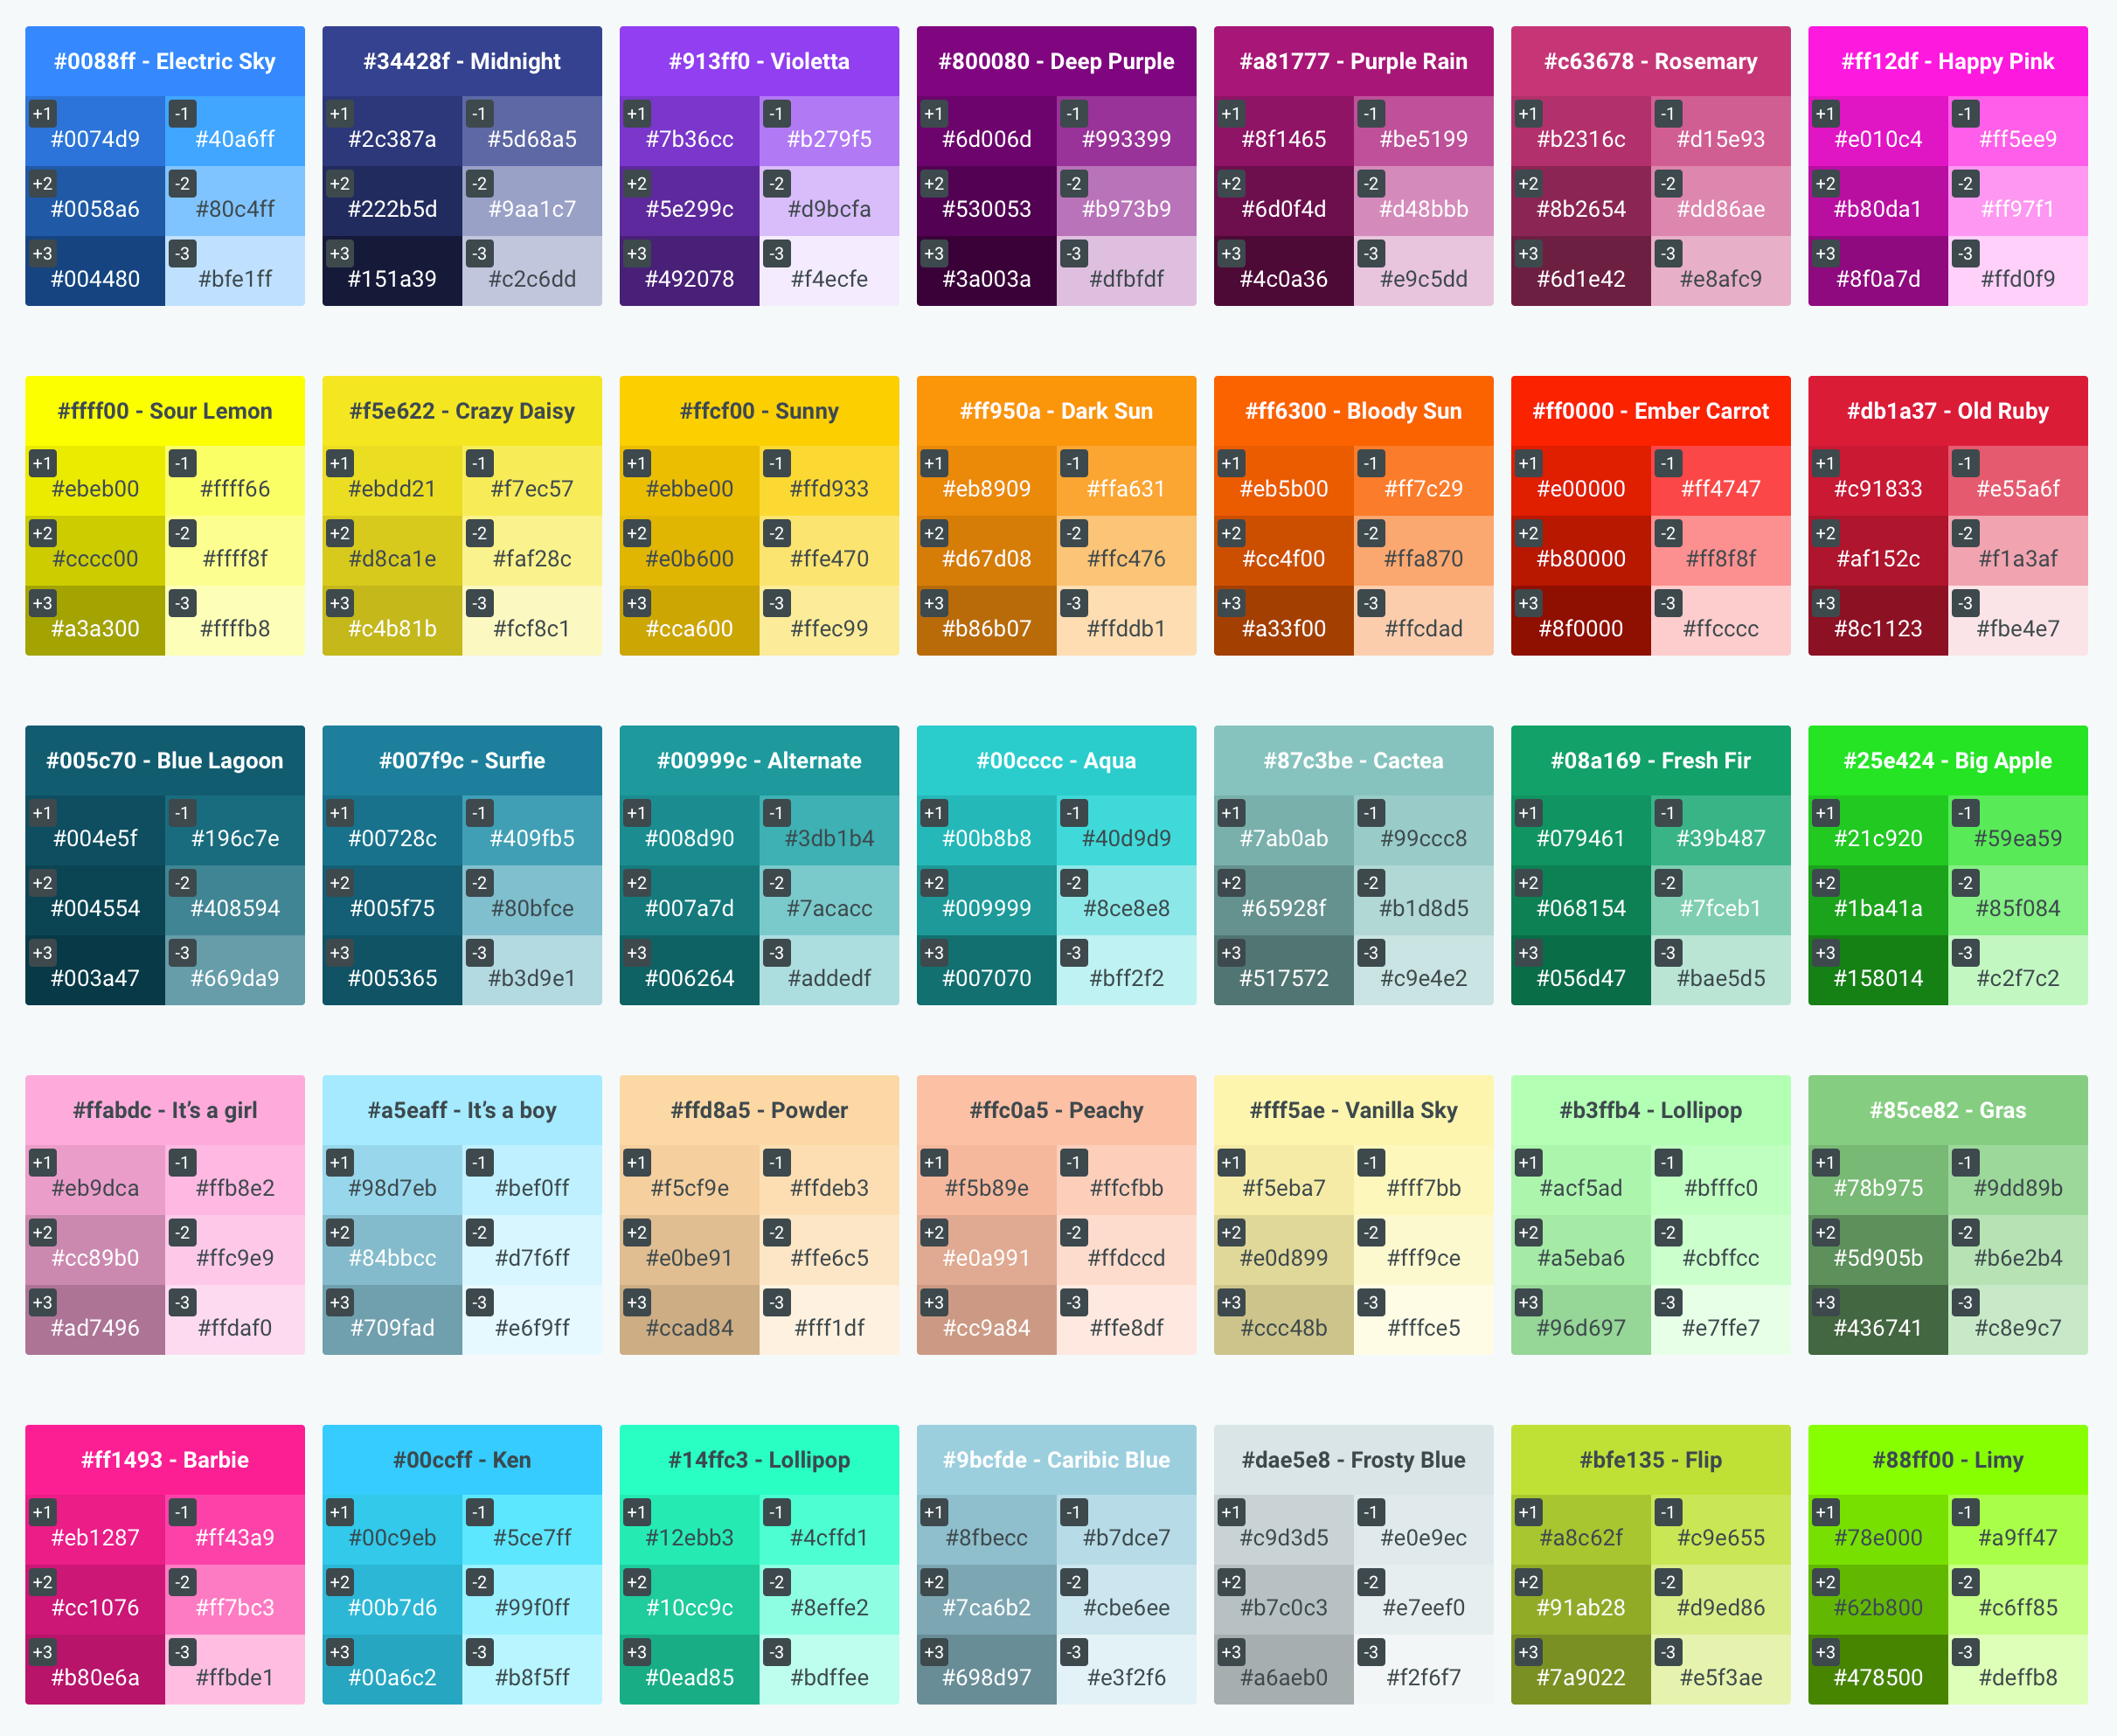 #0088ff - Electric Sky
+1 #0074d9 -1 #40a6ff
+2 #0058a6 -2 #80c4ff
+3 #004480 -3 #bfe1ff
#34428f - Midnight
+1 #2c387a -1 #5d68a5
+2 #222b5d -2 #9aa1c7
+3 #151a39 -3 #c2c6dd
#913ff0 - Violetta
+1 #7b36cc -1 #b279f5
+2 #5e299c -2 #d9bcfa
+3 #492078 -3 #f4ecfe
#800080 - Deep Purple
+1 #6d006d -1 #993399
+2 #530053 -2 #b973b9
+3 #3a003a -3 #dfbfdf
#a81777 - Purple Rain
+1 #8f1465 -1 #be5199
+2 #6d0f4d -2 #d48bbb
+3 #4c0a36 -3 #e9c5dd
#c63678 - Rosemary
+1 #b2316c -1 #d15e93
+2 #8b2654 -2 #dd86ae
+3 #6d1e42 -3 #e8afc9
#ff12df - Happy Pink
+1 #e010c4 -1 #ff5ee9
+2 #b80da1 -2 #ff97f1
+3 #8f0a7d -3 #ffd0f9
#ffff00 - Sour Lemon
+1 #ebeb00 -1 #ffff66
+2 #cccc00 -2 #ffff8f
+3 #a3a300 -3 #ffffb8
#f5e622 - Crazy Daisy
+1 #ebdd21 -1 #f7ec57
+2 #d8ca1e -2 #faf28c
+3 #c4b81b -3 #fcf8c1
#ffcf00 - Sunny
+1 #ebbe00 -1 #ffd933
+2 #e0b600 -2 #ffe470
+3 #cca600 -3 #ffec99
#ff950a - Dark Sun
+1 #eb8909 -1 #ffa631
+2 #d67d08 -2 #ffc476
+3 #b86b07 -3 #ffddb1
#ff6300 - Bloody Sun
+1 #eb5b00 -1 #ff7c29
+2 #cc4f00 -2 #ffa870
+3 #a33f00 -3 #ffcdad
#ff0000 - Ember Carrot
+1 #e00000 -1 #ff4747
+2 #b80000 -2 #ff8f8f
+3 #8f0000 -3 #ffcccc
#db1a37 - Old Ruby
+1 #c91833 -1 #e55a6f
+2 #af152c -2 #f1a3af
+3 #8c1123 -3 #fbe4e7
#005c70 - Blue Lagoon
+1 #004e5f -1 #196c7e
+2 #004554 -2 #408594
+3 #003a47 -3 #669da9
#007f9c - Surfie
+1 #00728c -1 #409fb5
+2 #005f75 -2 #80bfce
+3 #005365 -3 #b3d9e1
#00999c - Alternate
+1 #008d90 -1 #3db1b4
+2 #007a7d -2 #7acacc
+3 #006264 -3 #addedf
#00cccc - Aqua
+1 #00b8b8 -1 #40d9d9
+2 #009999 -2 #8ce8e8
+3 #007070 -3 #bff2f2
#87c3be - Cactea
+1 #7ab0ab -1 #99ccc8
+2 #65928f -2 #b1d8d5
+3 #517572 -3 #c9e4e2
#08a169 - Fresh Fir
+1 #079461 -1 #39b487
+2 #068154 -2 #7fceb1
+3 #056d47 -3 #bae5d5
#25e424 - Big Apple
+1 #21c920 -1 #59ea59
+2 #1ba41a -2 #85f084
+3 #158014 -3 #c2f7c2
#ffabdc - It’s a girl
+1 #eb9dca -1 #ffb8e2
+2 #cc89b0 -2 #ffc9e9
+3 #ad7496 -3 #ffdaf0
#a5eaff - It’s a boy
+1 #98d7eb -1 #bef0ff
+2 #84bbcc -2 #d7f6ff
+3 #709fad -3 #e6f9ff
#ffd8a5 - Powder
+1 #f5cf9e -1 #ffdeb3
+2 #e0be91 -2 #ffe6c5
+3 #ccad84 -3 #fff1df
#ffc0a5 - Peachy
+1 #f5b89e -1 #ffcfbb
+2 #e0a991 -2 #ffdccd
+3 #cc9a84 -3 #ffe8df
#fff5ae - Vanilla Sky
+1 #f5eba7 -1 #fff7bb
+2 #e0d899 -2 #fff9ce
+3 #ccc48b -3 #fffce5
#b3ffb4 - Lollipop
+1 #acf5ad -1 #bfffc0
+2 #a5eba6 -2 #cbffcc
+3 #96d697 -3 #e7ffe7
#85ce82 - Gras
+1 #78b975 -1 #9dd89b
+2 #5d905b -2 #b6e2b4
+3 #436741 -3 #c8e9c7
#ff1493 - Barbie
+1 #eb1287 -1 #ff43a9
+2 #cc1076 -2 #ff7bc3
+3 #b80e6a -3 #ffbde1
#00ccff - Ken
+1 #00c9eb -1 #5ce7ff
+2 #00b7d6 -2 #99f0ff
+3 #00a6c2 -3 #b8f5ff
#14ffc3 - Lollipop
+1 #12ebb3 -1 #4cffd1
+2 #10cc9c -2 #8effe2
+3 #0ead85 -3 #bdffee
#9bcfde - Caribic Blue
+1 #8fbecc -1 #b7dce7
+2 #7ca6b2 -2 #cbe6ee
+3 #698d97 -3 #e3f2f6
#dae5e8 - Frosty Blue
+1 #c9d3d5 -1 #e0e9ec
+2 #b7c0c3 -2 #e7eef0
+3 #a6aeb0 -3 #f2f6f7
#bfe135 - Flip
+1 #a8c62f -1 #c9e655
+2 #91ab28 -2 #d9ed86
+3 #7a9022 -3 #e5f3ae
#88ff00 - Limy
+1 #78e000 -1 #a9ff47
+2 #62b800 -2 #c6ff85
+3 #478500 -3 #deffb8